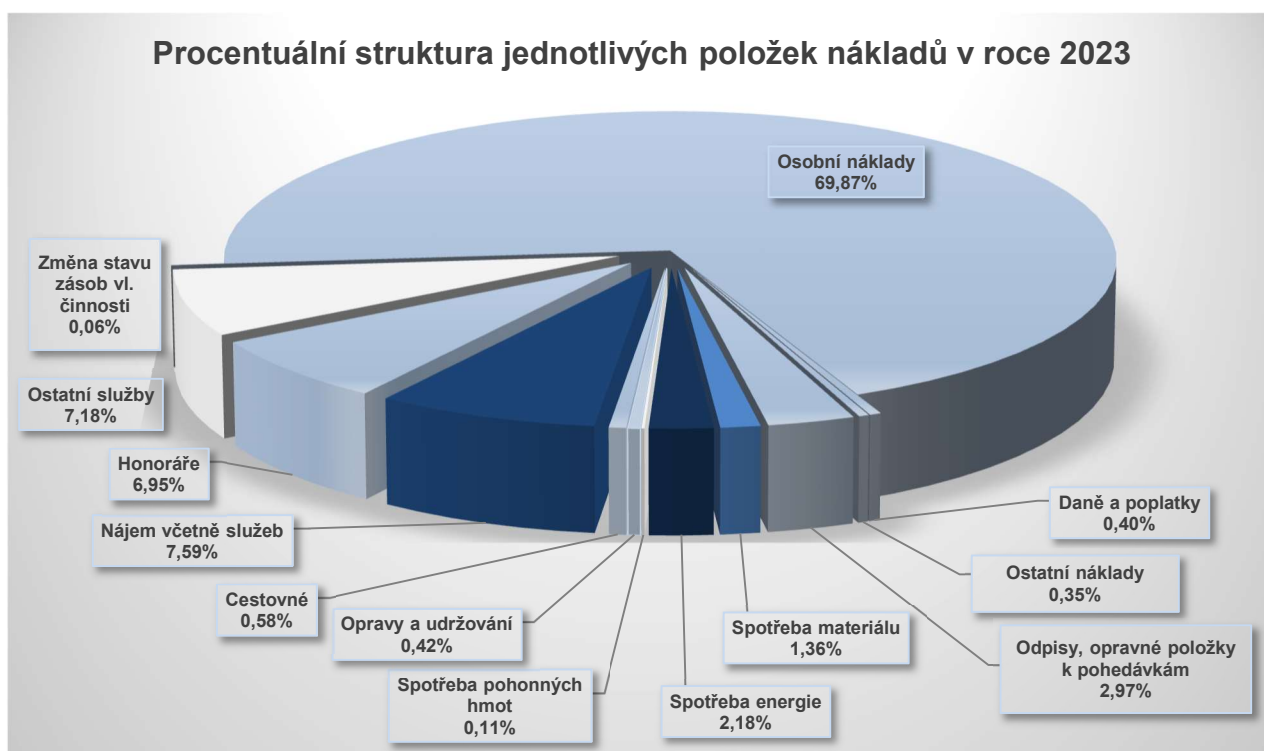 Procentuální struktura jednotlivých položek nákladů v roce 2023
Osobní náklady
69,87%
Změna stavu
zásob vl.
činnosti
0,06%
Ostatní služby
7,18%
Honoráře
6,95%
Nájem včetně služeb
7,59%
Cestovné
0,58%
Opravy a udržování
0,42%
Spotřeba pohonných
hmot
0,11%
Spotřeba energie
2,18%
Spotřeba materiálu
1,36%
Odpisy, opravné položky
k pohedávkám
2,97%
Ostatní náklady
0,35%
Daně a poplatky
0,40%